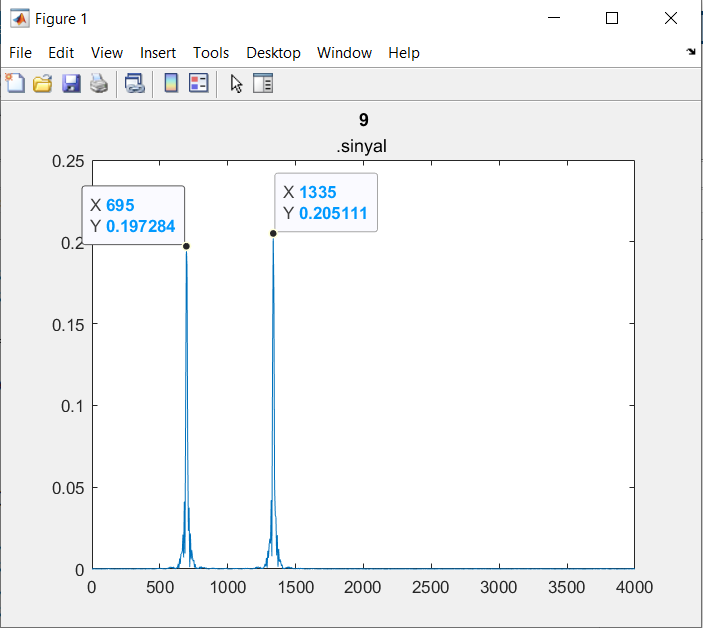 Figure 1
File Edit View Insert Tools Desktop Window Help
9
.sinyal
0.25
X 695
Y 0.197284
X 1335
Y 0.205111
0.2
0.15
0.1
0.05
0
0 500 1000 1500 2000 2500 3000 3500 4000